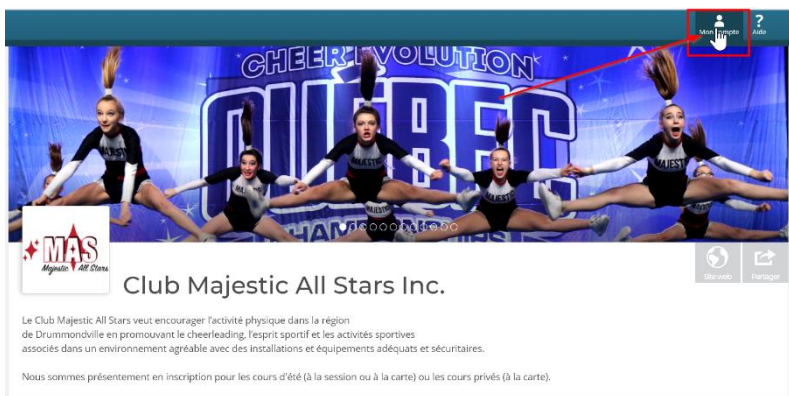 Mon compte
Aide
CHEER EVOLUTION
QUÉBEC
CHAMPIONSHIPS
MAJESTIC
MAJESTIC
MAJESTIC
MAS
Majestic All Stars
Site web
Partager
Club Majestic All Stars Inc.
Le Club Majestic All Stars veut encourager l'activité physique dans la région
de Drummondville en promouvant le cheerleading, l'esprit sportif et les activités sportives
associés dans un environnement agréable avec des installations et équipements adéquats et sécuritaires.
Nous sommes présentement en inscription pour les cours d'été (à la session ou à la carte) ou les cours privés (à la carte).